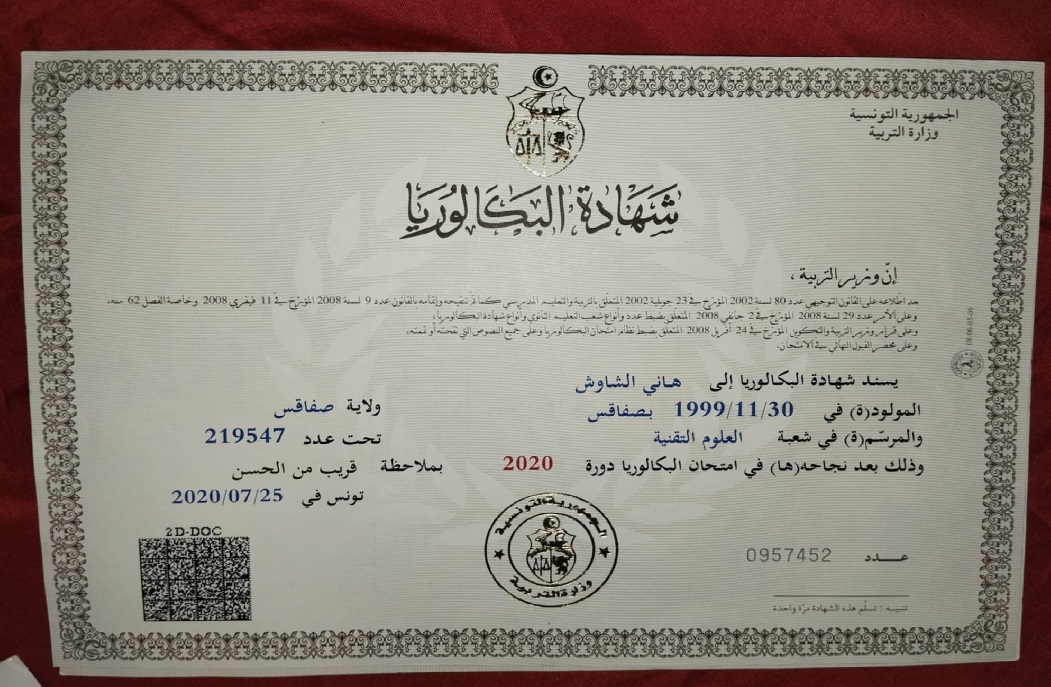 الجمهورية التونسية
وزارة التربية
شهادة البكالوريا
إنّ وزير التربية،
بعد اطلاعه على القانون التوجيهي عدد 80 لسنة 2002 المؤرخ في 23 جويلية 2002 المتعلق بالتربية والتعليم المدرسي كما تم تنقيحه وإتمامه بالقانون عدد 9 لسنة 2008 المؤرخ في 11 فيفري 2008 وخاصة الفصل 62 منه،
وعلى الأمر عدد 29 لسنة 2008 المؤرخ في 2 جانفي 2008 المتعلق بضبط عدد وأنواع شعب التعليم الثانوي وأنواع شهادة البكالوريا،
وعلى قرار وزير التربية والتكوين المؤرخ في 24 أفريل 2008 المتعلق بضبط نظام امتحان البكالوريا وعلى جميع النصوص التي نقحته أو تممته،
وعلى محضر القبول النهائي في الامتحان.
يسند شهادة البكالوريا إلى هاني الشاوش
المولود(ة) في 1999/11/30 بصفاقس ولاية صفاقس
والمرسّم(ة) في شعبة العلوم التقنية تحت عدد 219547
وذلك بعد نجاحه(ها) في امتحان البكالوريا دورة 2020 بملاحظة قريب من الحسن
تونس في 2020/07/25
2D-DOC
الجمهورية التونسية
وزارة التربية
عـــدد 0957452
تنبيـه : تسلّم هذه الشهادة مرّة واحدة